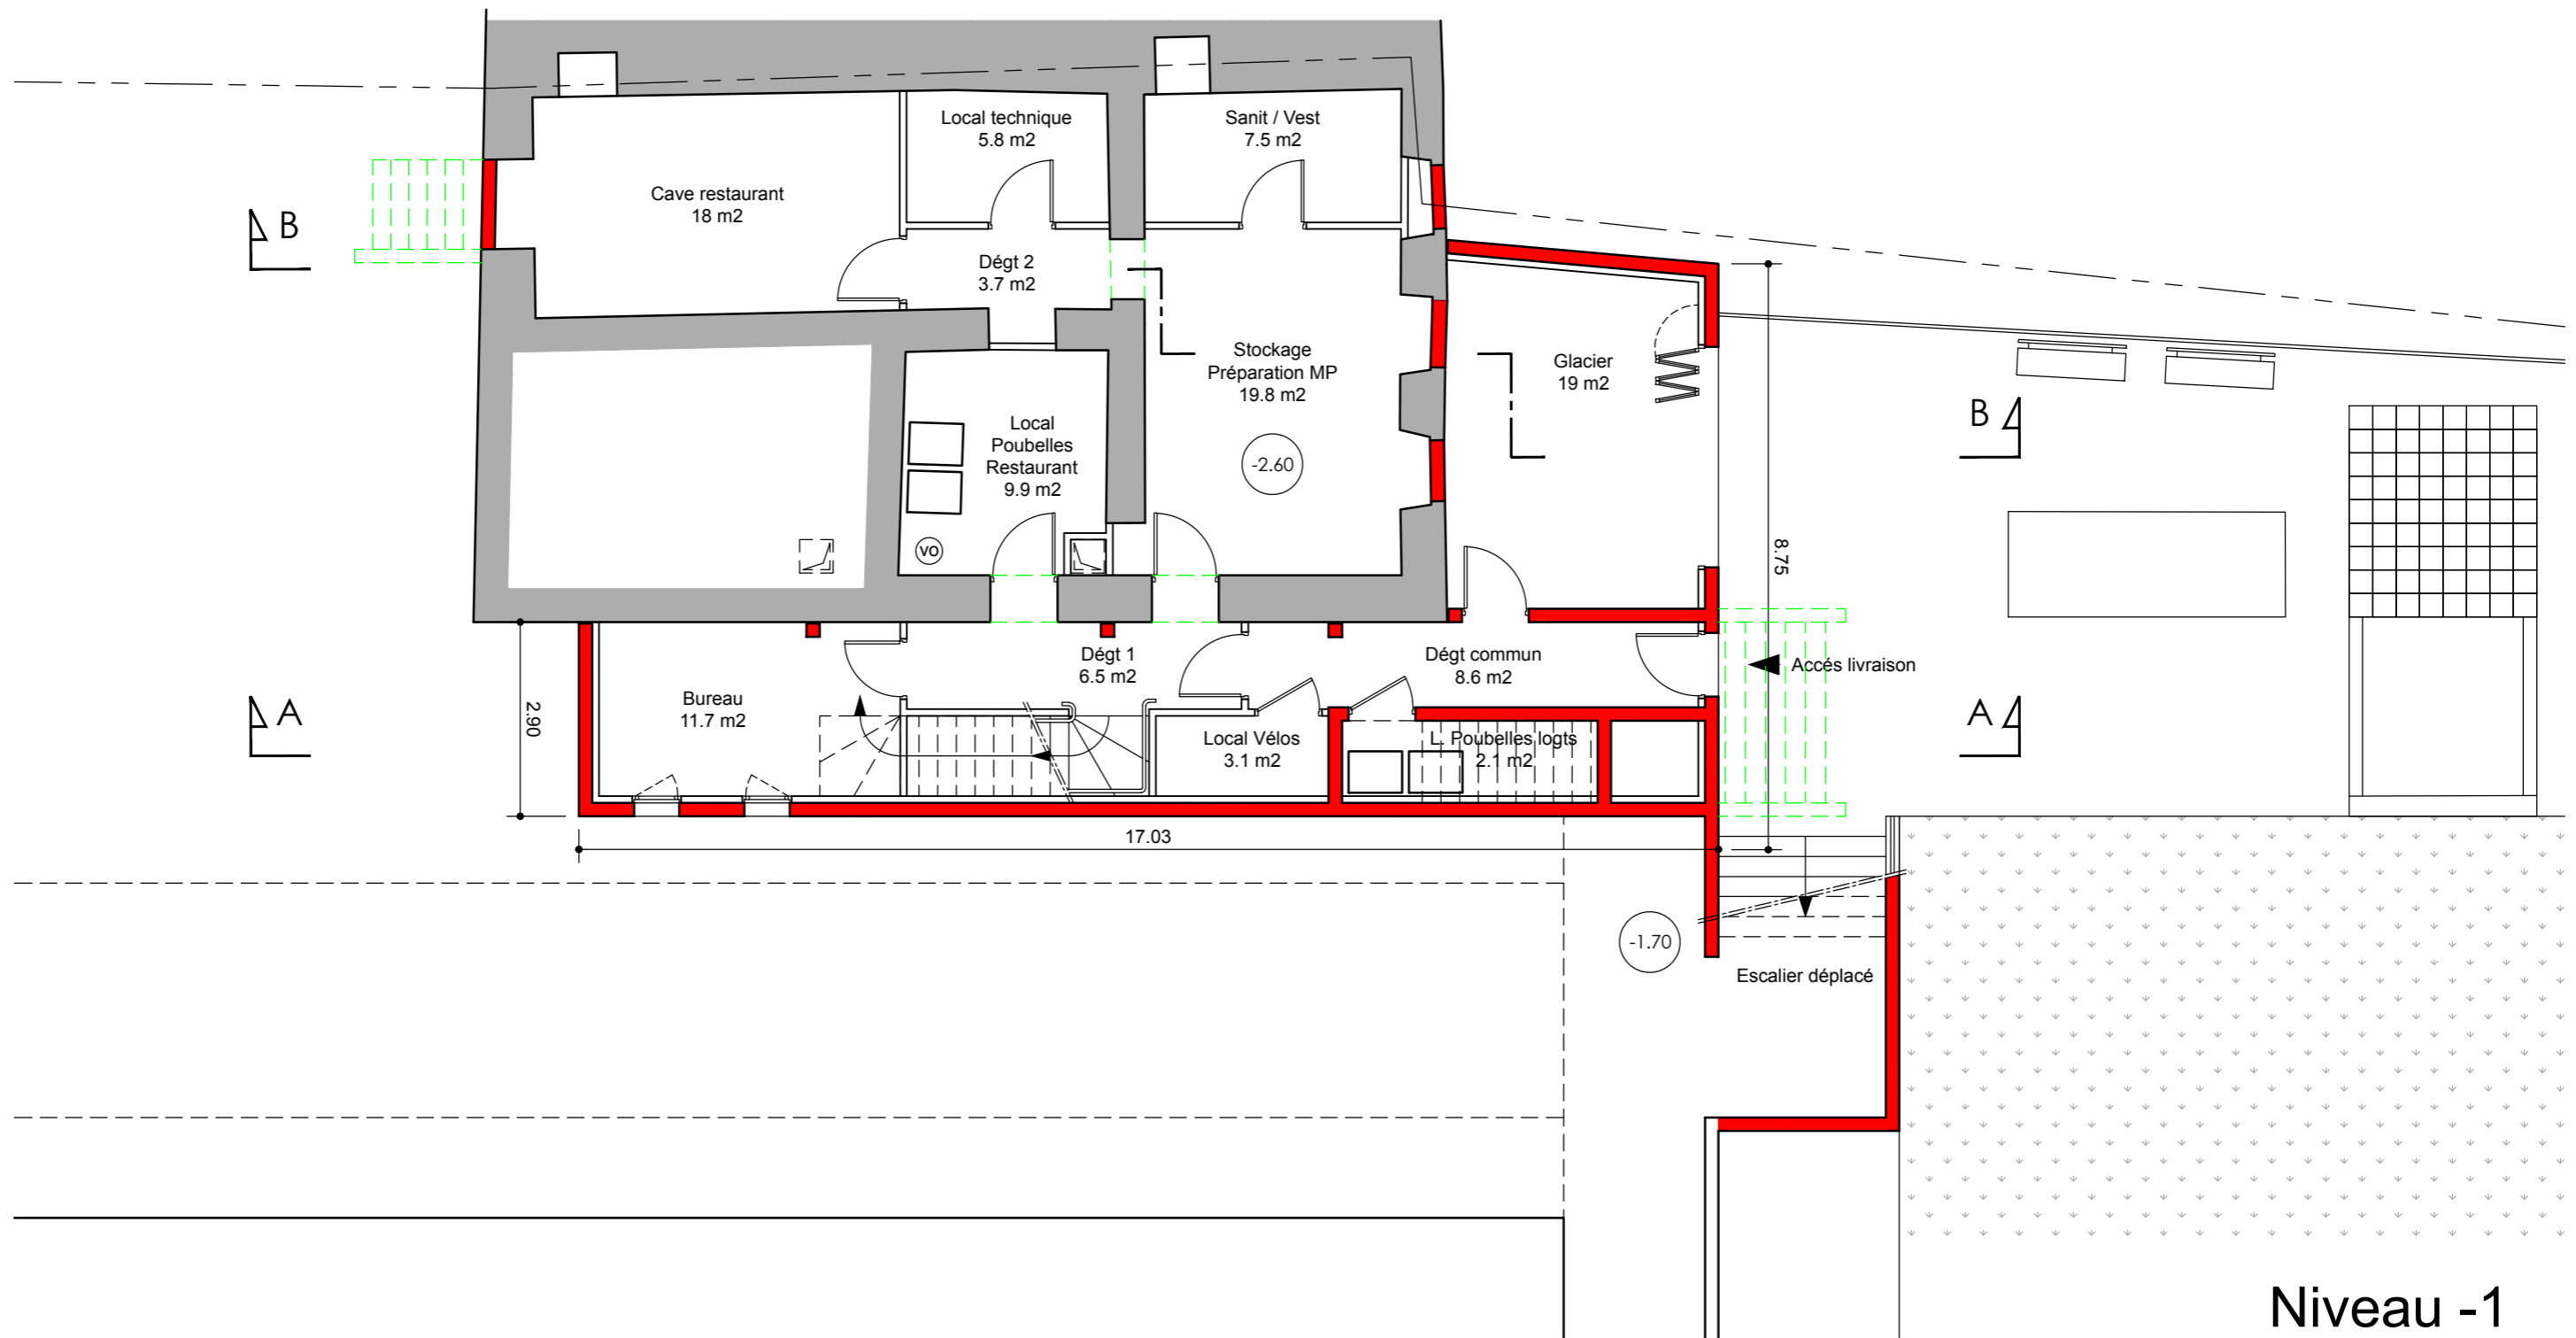 Local technique
5.8 m2
Sanit / Vest
7.5 m2
Cave restaurant
18 m2
B
Dégt 2
3.7 m2
Stockage
Préparation MP
19.8 m2
Glacier
19 m2
B
Local
Poubelles
Restaurant
9.9 m2
-2.60
VO
8.75
Dégt 1
6.5 m2
Dégt commun
8.6 m2
Accés livraison
Bureau
11.7 m2
2.90
A
A
Local Vélos
3.1 m2
L. Poubelles logts
2.1 m2
17.03
-1.70
Escalier déplacé
Niveau -1